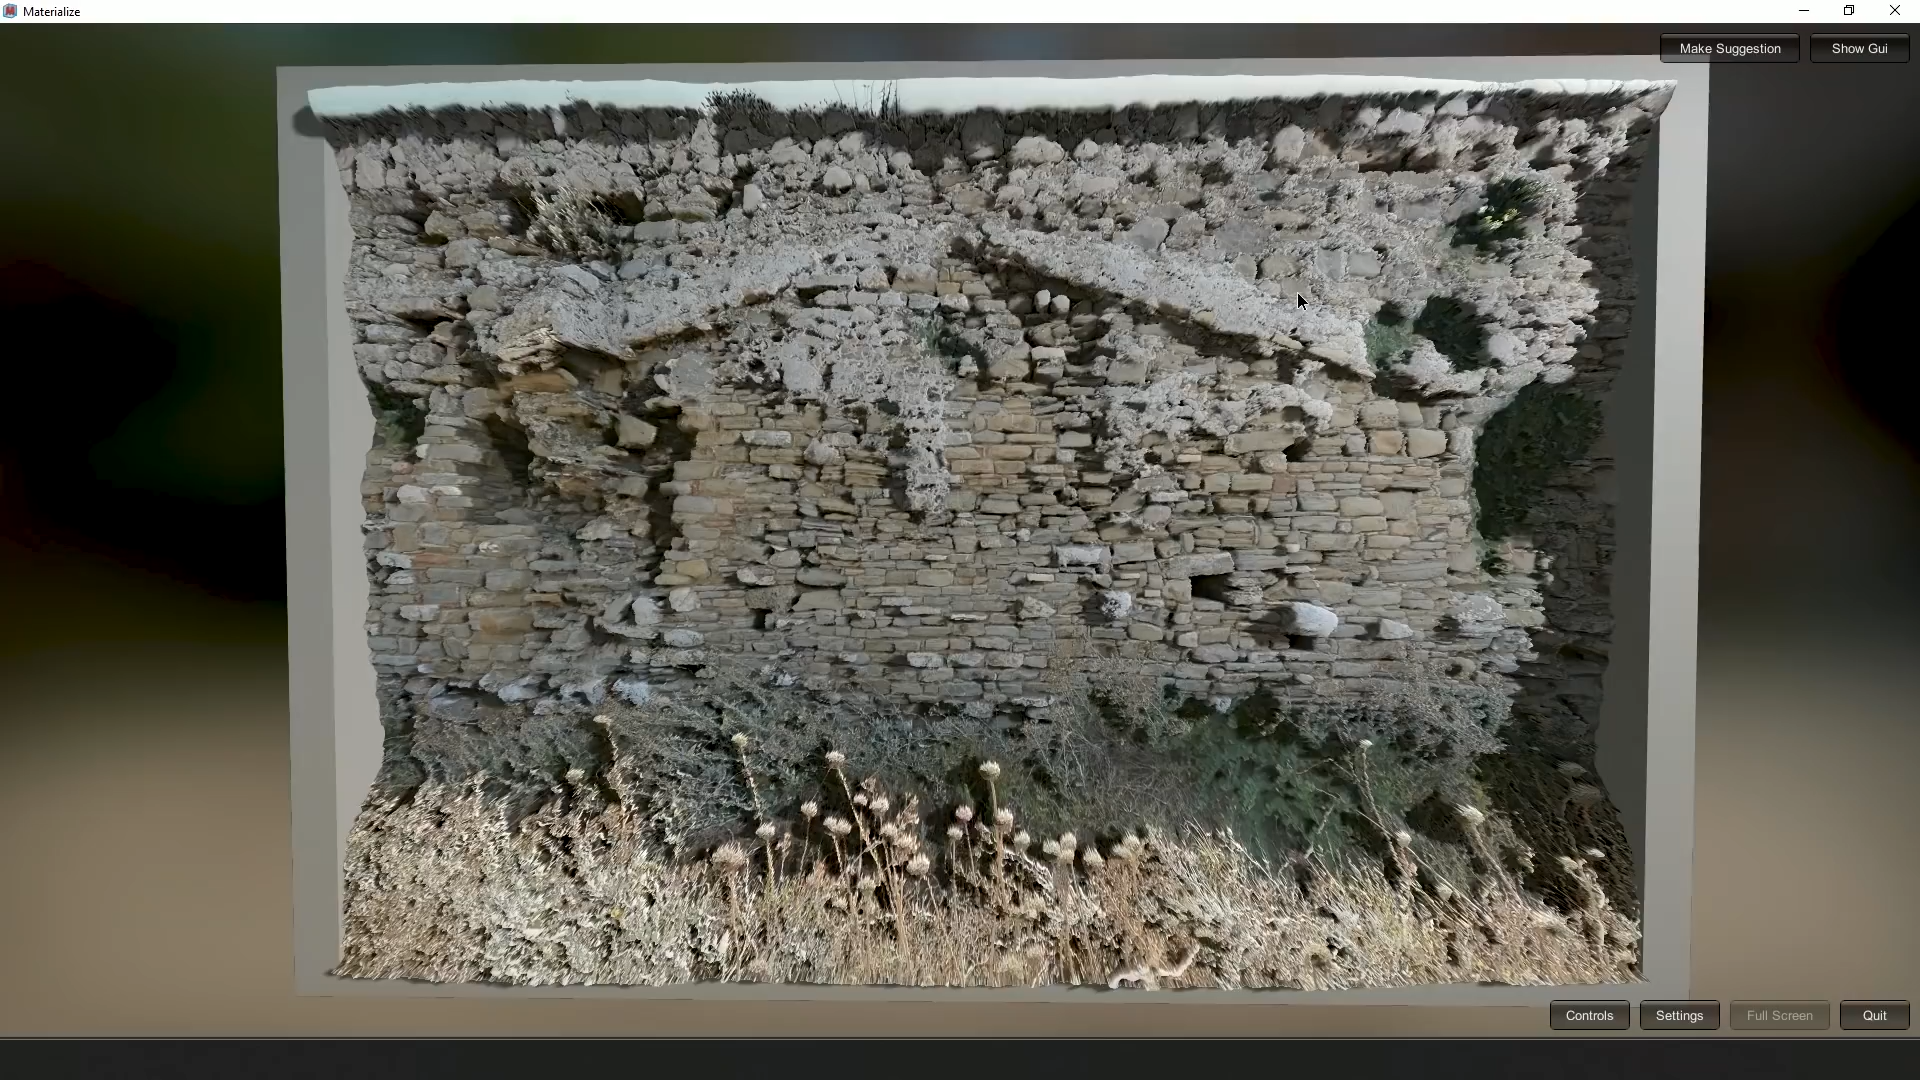 Materialize
Make Suggestion
Show Gui
Controls
Settings
Full Screen
Quit